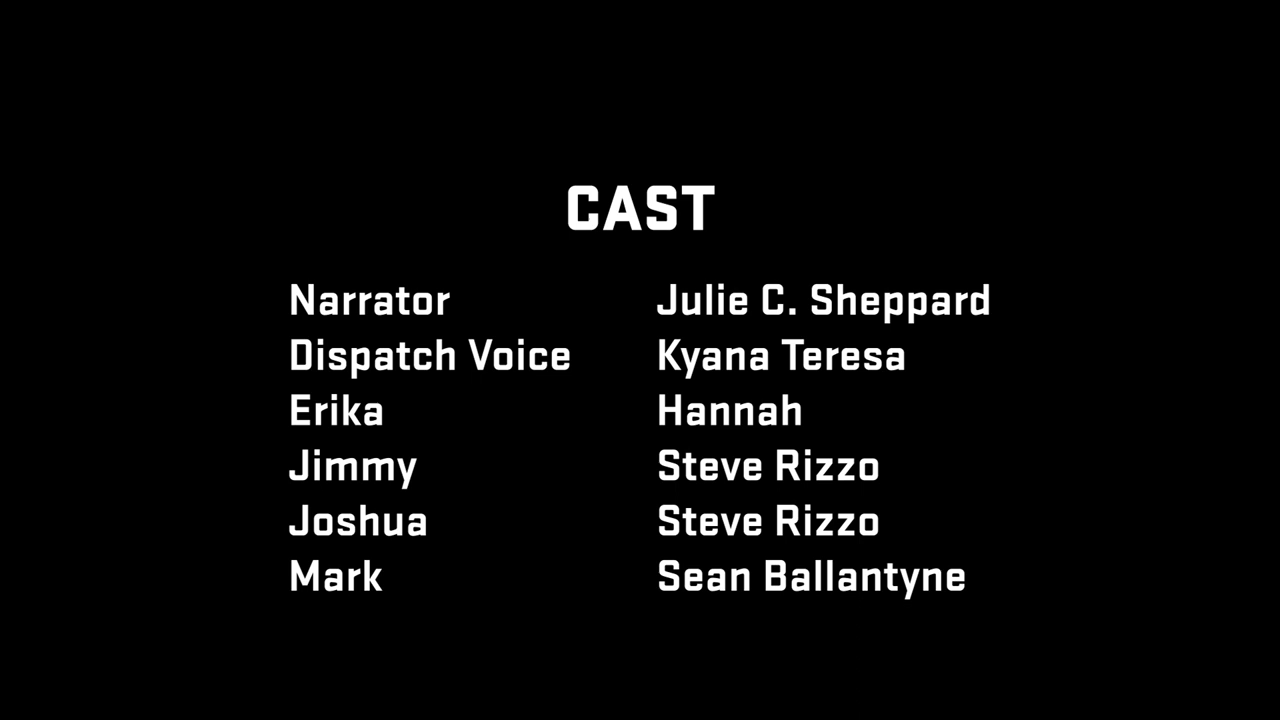 CAST
Narrator Julie C. Sheppard
Dispatch Voice Kyana Teresa
Erika Hannah
Jimmy Steve Rizzo
Joshua Steve Rizzo
Mark Sean Ballantyne